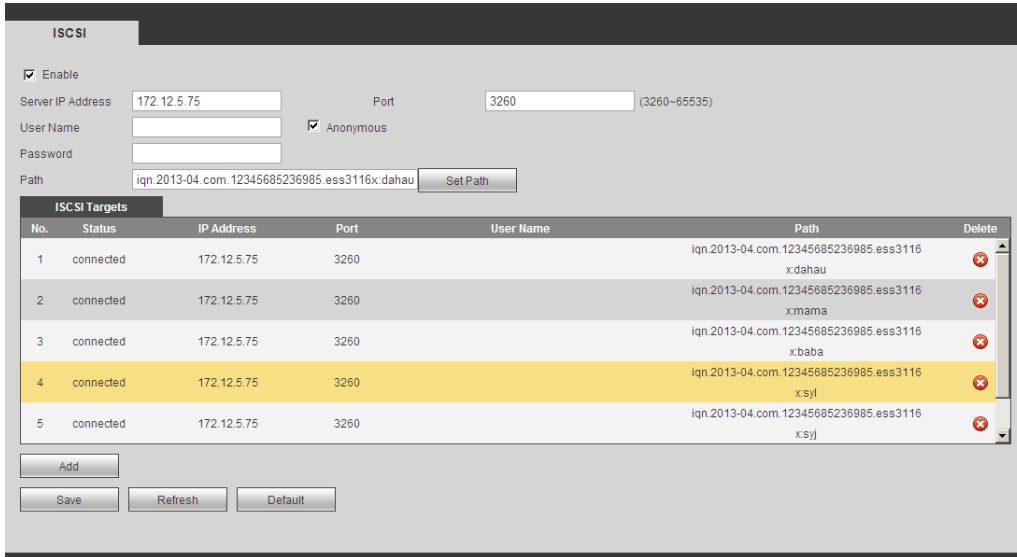 ISCSI
Enable
Server IP Address 172.12.5.75 Port 3260 (3260~65535)
User Name Anonymous
Password
Path iqn.2013-04.com.12345685236985.ess3116x:dahau Set Path
ISCSI Targets
No. Status IP Address Port User Name Path Delete
1 connected 172.12.5.75 3260 iqn.2013-04.com.12345685236985.ess3116
x:dahau
2 connected 172.12.5.75 3260 iqn.2013-04.com.12345685236985.ess3116
x:mama
3 connected 172.12.5.75 3260 iqn.2013-04.com.12345685236985.ess3116
x:baba
4 connected 172.12.5.75 3260 iqn.2013-04.com.12345685236985.ess3116
x:syl
5 connected 172.12.5.75 3260 iqn.2013-04.com.12345685236985.ess3116
x:syj
Add
Save Refresh Default